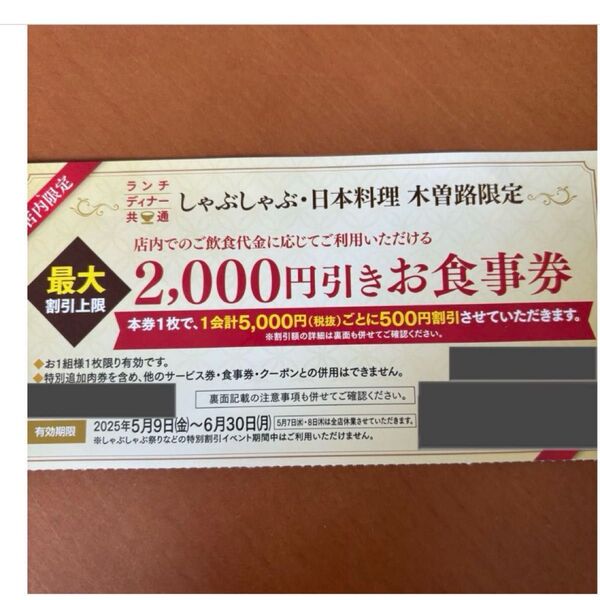 店内限定
ランチ
ディナー
共通
しゃぶしゃぶ・日本料理 木曽路限定
店内でのご飲食代金に応じてご利用いただける
最大
割引上限
2,000円引きお食事券
本券1枚で、1会計5,000円(税抜)ごとに500円割引させていただきます。
※割引額の詳細は裏面も併せてご確認ください。
◆お1組様1枚限り有効です。
◆特別追加肉券を含め、他のサービス券・食事券・クーポンとの併用はできません。
裏面記載の注意事項も併せてご確認ください。
有効期限
2025年5月9日(金)〜6月30日(月)
5月7日㈬・8日㈭は全店休業させていただきます。
※しゃぶしゃぶ祭りなどの特別割引イベント期間中はご利用いただけません。